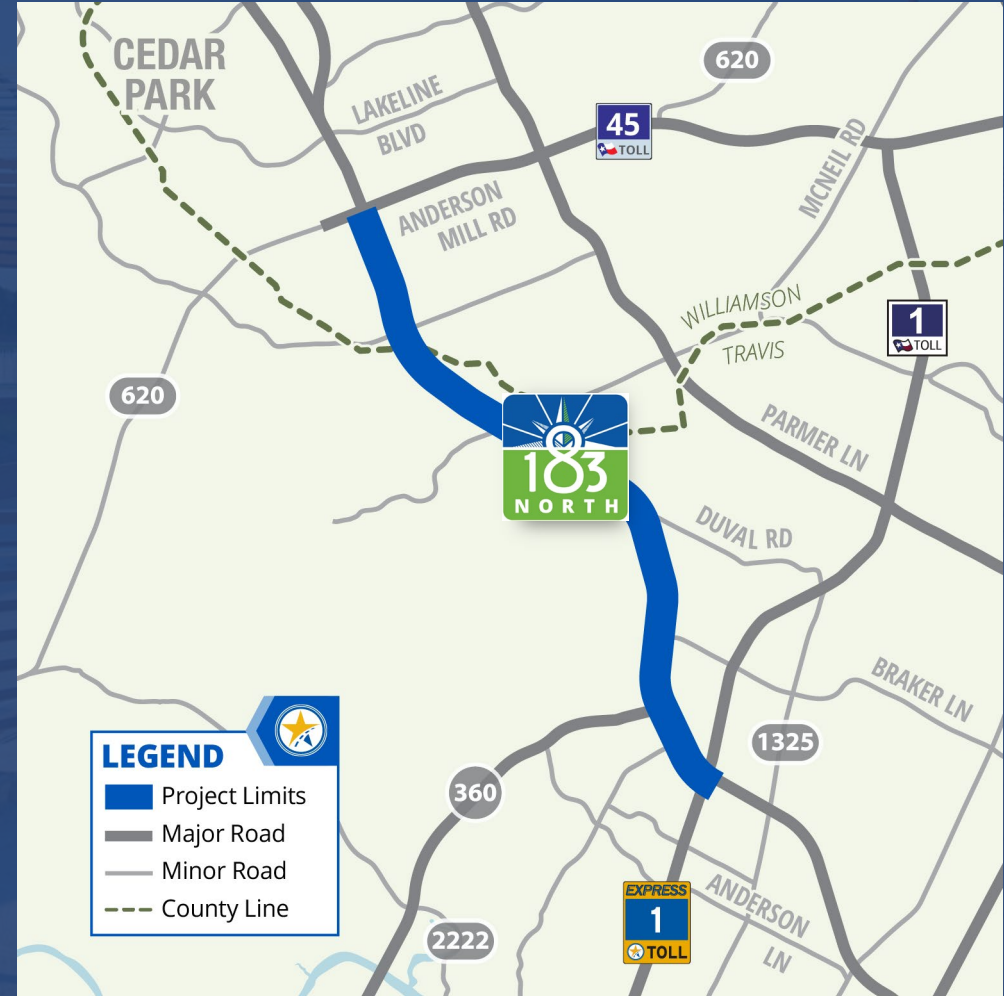 CEDAR
PARK
620
LAKELINE
BLVD
45
TOLL
MCNEIL RD
ANDERSON
MILL RD
WILLIAMSON
TRAVIS
1
TOLL
620
183
NORTH
PARMER LN
DUVAL RD
BRAKER LN
1325
360
LEGEND
Project Limits
Major Road
Minor Road
County Line
EXPRESS
1
TOLL
ANDERSON
LN
2222